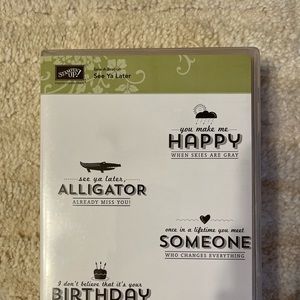 STAMPIN' UP!
See Ya Later
you make me
HAPPY
WHEN SKIES ARE GRAY
see ya later,
ALLIGATOR
ALREADY MISS YOU!
once in a lifetime you meet
SOMEONE
WHO CHANGES EVERYTHING
I don't believe that it's your
BIRTHDAY